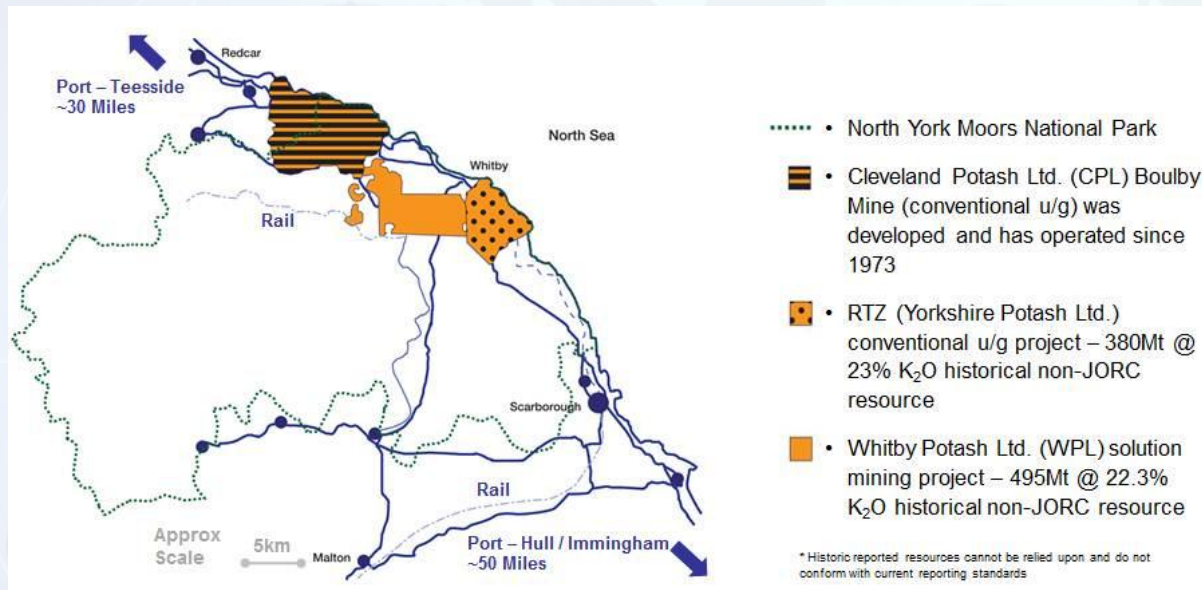 Redcar
Port – Teesside
~30 Miles
North Sea
Whitby
Rail
Scarborough
Rail
Approx
Scale
5km
Malton
Port – Hull / Immingham
~50 Miles
• North York Moors National Park
• Cleveland Potash Ltd. (CPL) Boulby
Mine (conventional u/g) was
developed and has operated since
1973
• RTZ (Yorkshire Potash Ltd.)
conventional u/g project – 380Mt @
23% K₂O historical non-JORC
resource
• Whitby Potash Ltd. (WPL) solution
mining project – 495Mt @ 22.3%
K₂O historical non-JORC resource
* Historic reported resources cannot be relied upon and do not
conform with current reporting standards